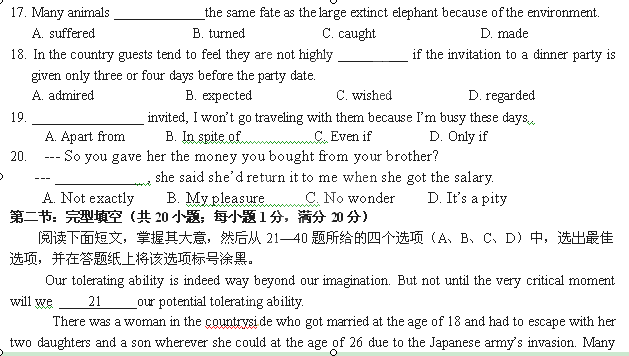 17. Many animals ______________the same fate as the large extinct elephant because of the environment.
A. suffered B. turned C. caught D. made
18. In the country guests tend to feel they are not highly ___________ if the invitation to a dinner party is
given only three or four days before the party date.
A. admired B. expected C. wished D. regarded
19. _________________ invited, I won't go traveling with them because I'm busy these days.
A. Apart from B. In spite of C. Even if D. Only if
20. --- So you gave her the money you bought from your brother?
--- ______________, she said she'd return it to me when she got the salary.
A. Not exactly B. My pleasure C. No wonder D. It's a pity
第二节:完型填空(共 20 小题;每小题 1 分,满分 20 分)
阅读下面短文,掌握其大意,然后从 21—40 题所给的四个选项(A、B、C、D)中,选出最佳
选项,并在答题纸上将该选项标号涂黑。
Our tolerating ability is indeed way beyond our imagination. But not until the very critical moment
will we 21 our potential tolerating ability.
There was a woman in the countryside who got married at the age of 18 and had to escape with her
two daughters and a son wherever she could at the age of 26 due to the Japanese army's invasion. Many